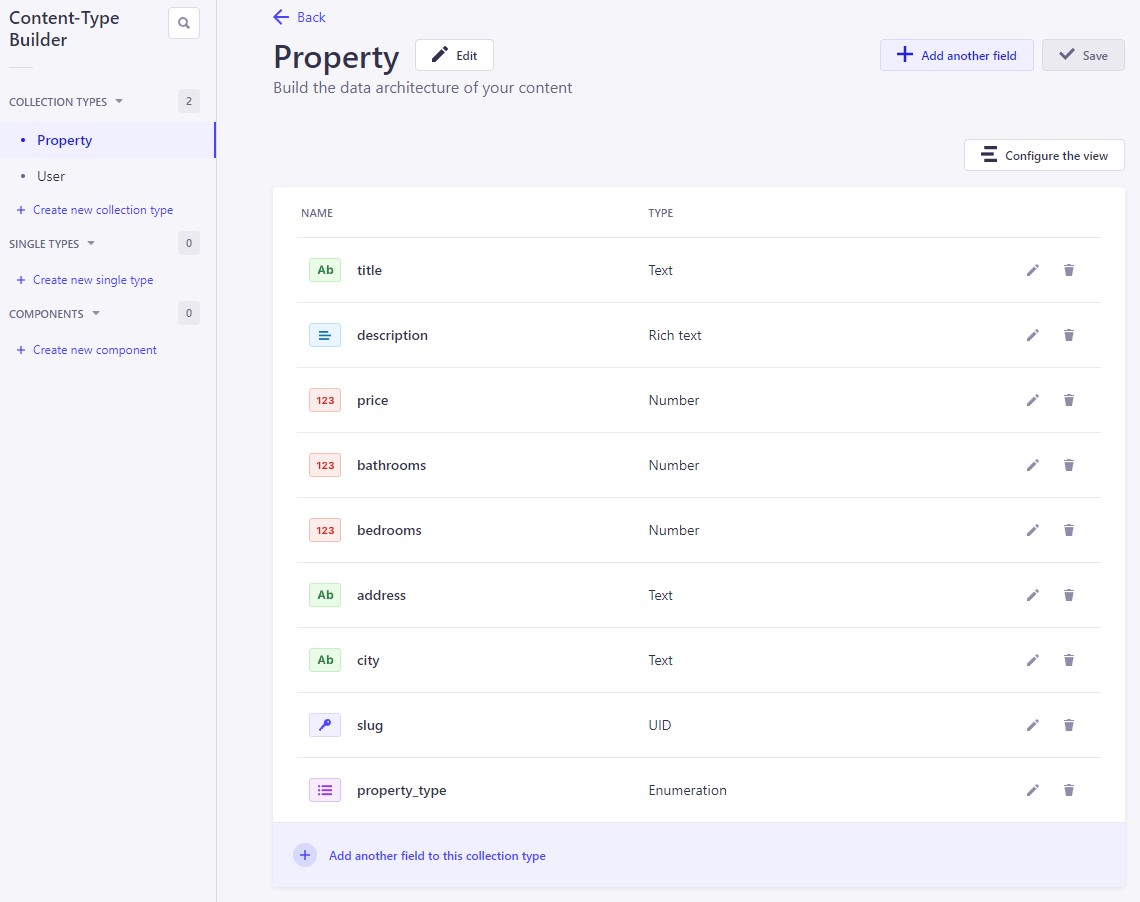 Content-Type
Builder
COLLECTION TYPES
2
Property
User
Create new collection type
SINGLE TYPES
0
Create new single type
COMPONENTS
0
Create new component
Back
Property
Edit
Add another field
Save
Build the data architecture of your content
Configure the view
NAME TYPE
Ab title Text
description Rich text
123 price Number
123 bathrooms Number
123 bedrooms Number
Ab address Text
Ab city Text
slug UID
property_type Enumeration
Add another field to this collection type